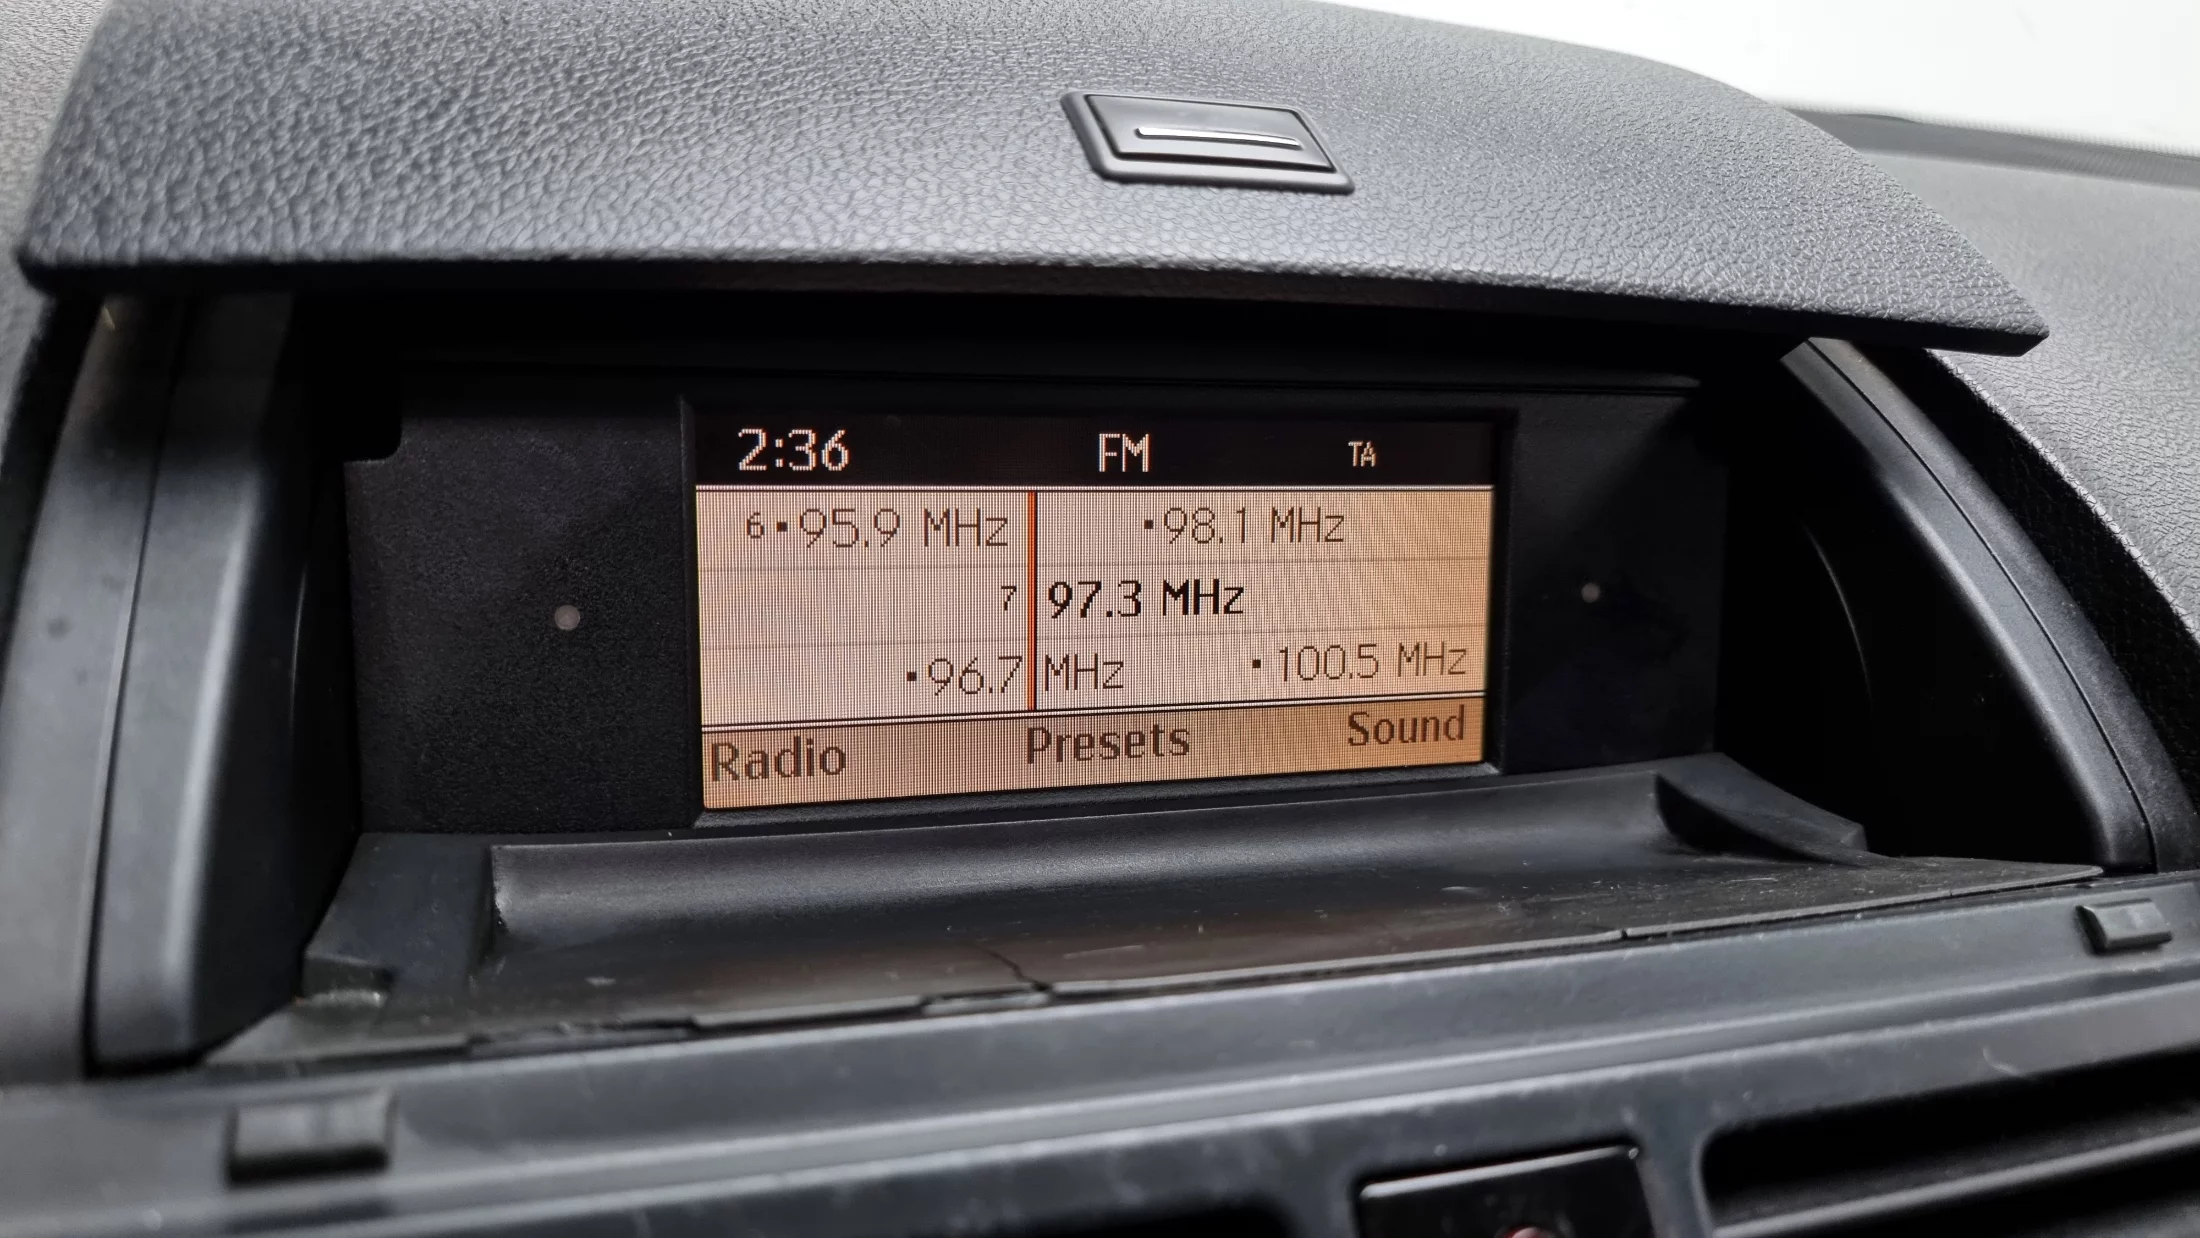 2:36 FM TA
6 ▪95.9 MHz ▪98.1 MHz
7 97.3 MHz
▪96.7 MHz ▪100.5 MHz
Radio Presets Sound